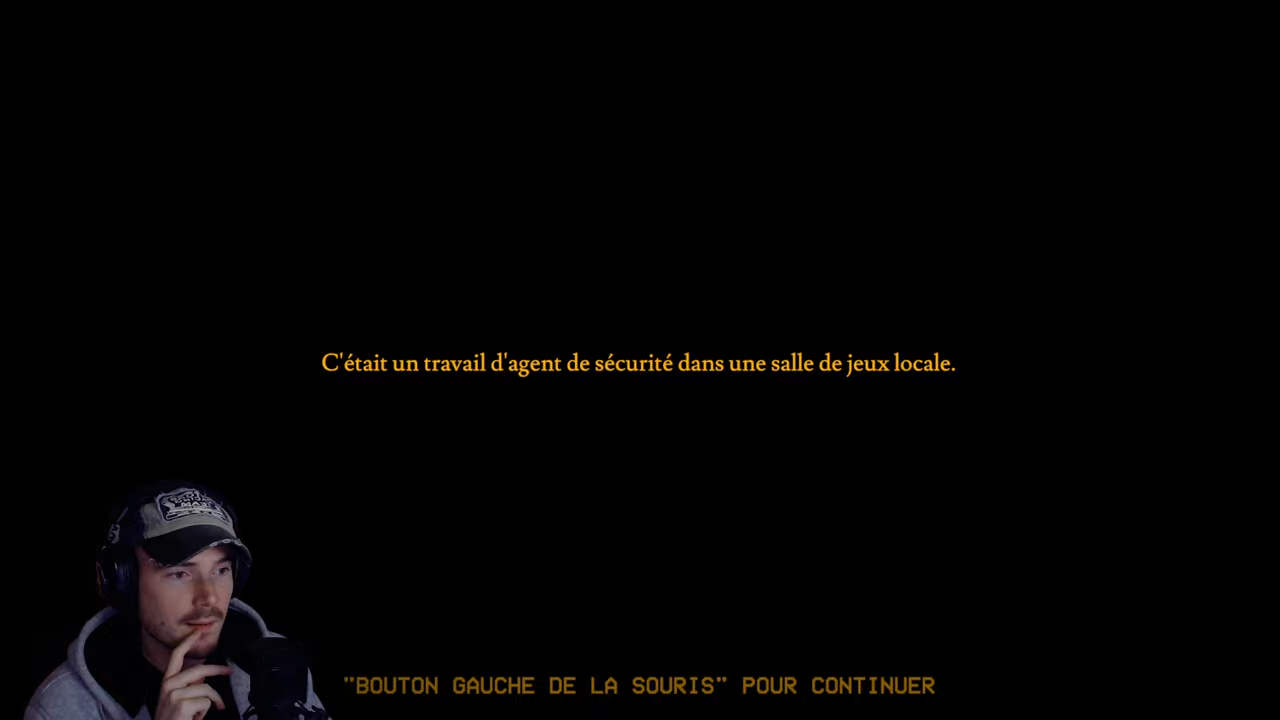 C'était un travail d'agent de sécurité dans une salle de jeux locale.
"BOUTON GAUCHE DE LA SOURIS" POUR CONTINUER